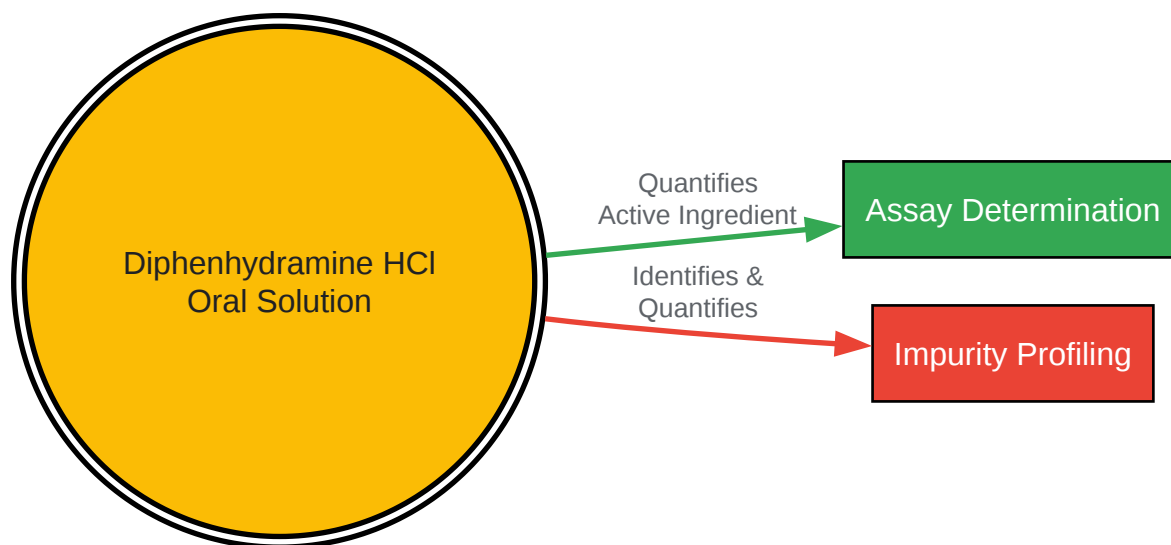 Diphenhydramine HCl
Oral Solution
Quantifies
Active Ingredient
Assay Determination
Identifies &
Quantifies
Impurity Profiling